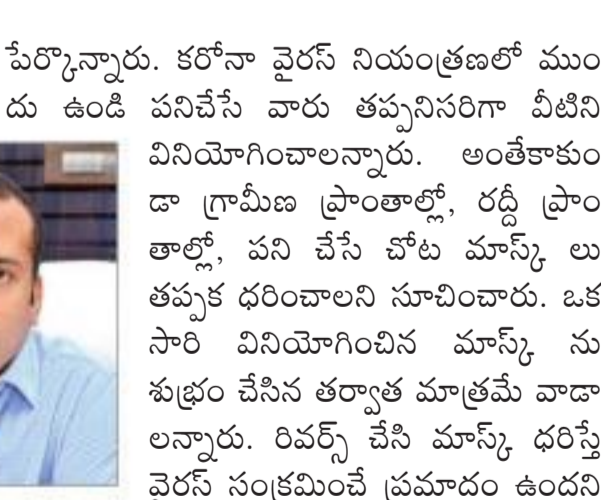 పేర్కొన్నారు. కరోనా వైరస్ నియంత్రణలో ముం
దు ఉండి పనిచేసే వారు తప్పనిసరిగా వీటిని
వినియోగించాలన్నారు. అంతేకాకుం
డా గ్రామీణ ప్రాంతాల్లో, రద్దీ ప్రాం
తాల్లో, పని చేసే చోట మాస్క్ లు
తప్పక ధరించాలని సూచించారు. ఒక
సారి వినియోగించిన మాస్క్ ను
శుభ్రం చేసిన తర్వాత మాత్రమే వాడా
లన్నారు. రివర్స్ చేసి మాస్క్ ధరిస్తే
వైరస్ సంక్రమించే ప్రమాదం ఉందని